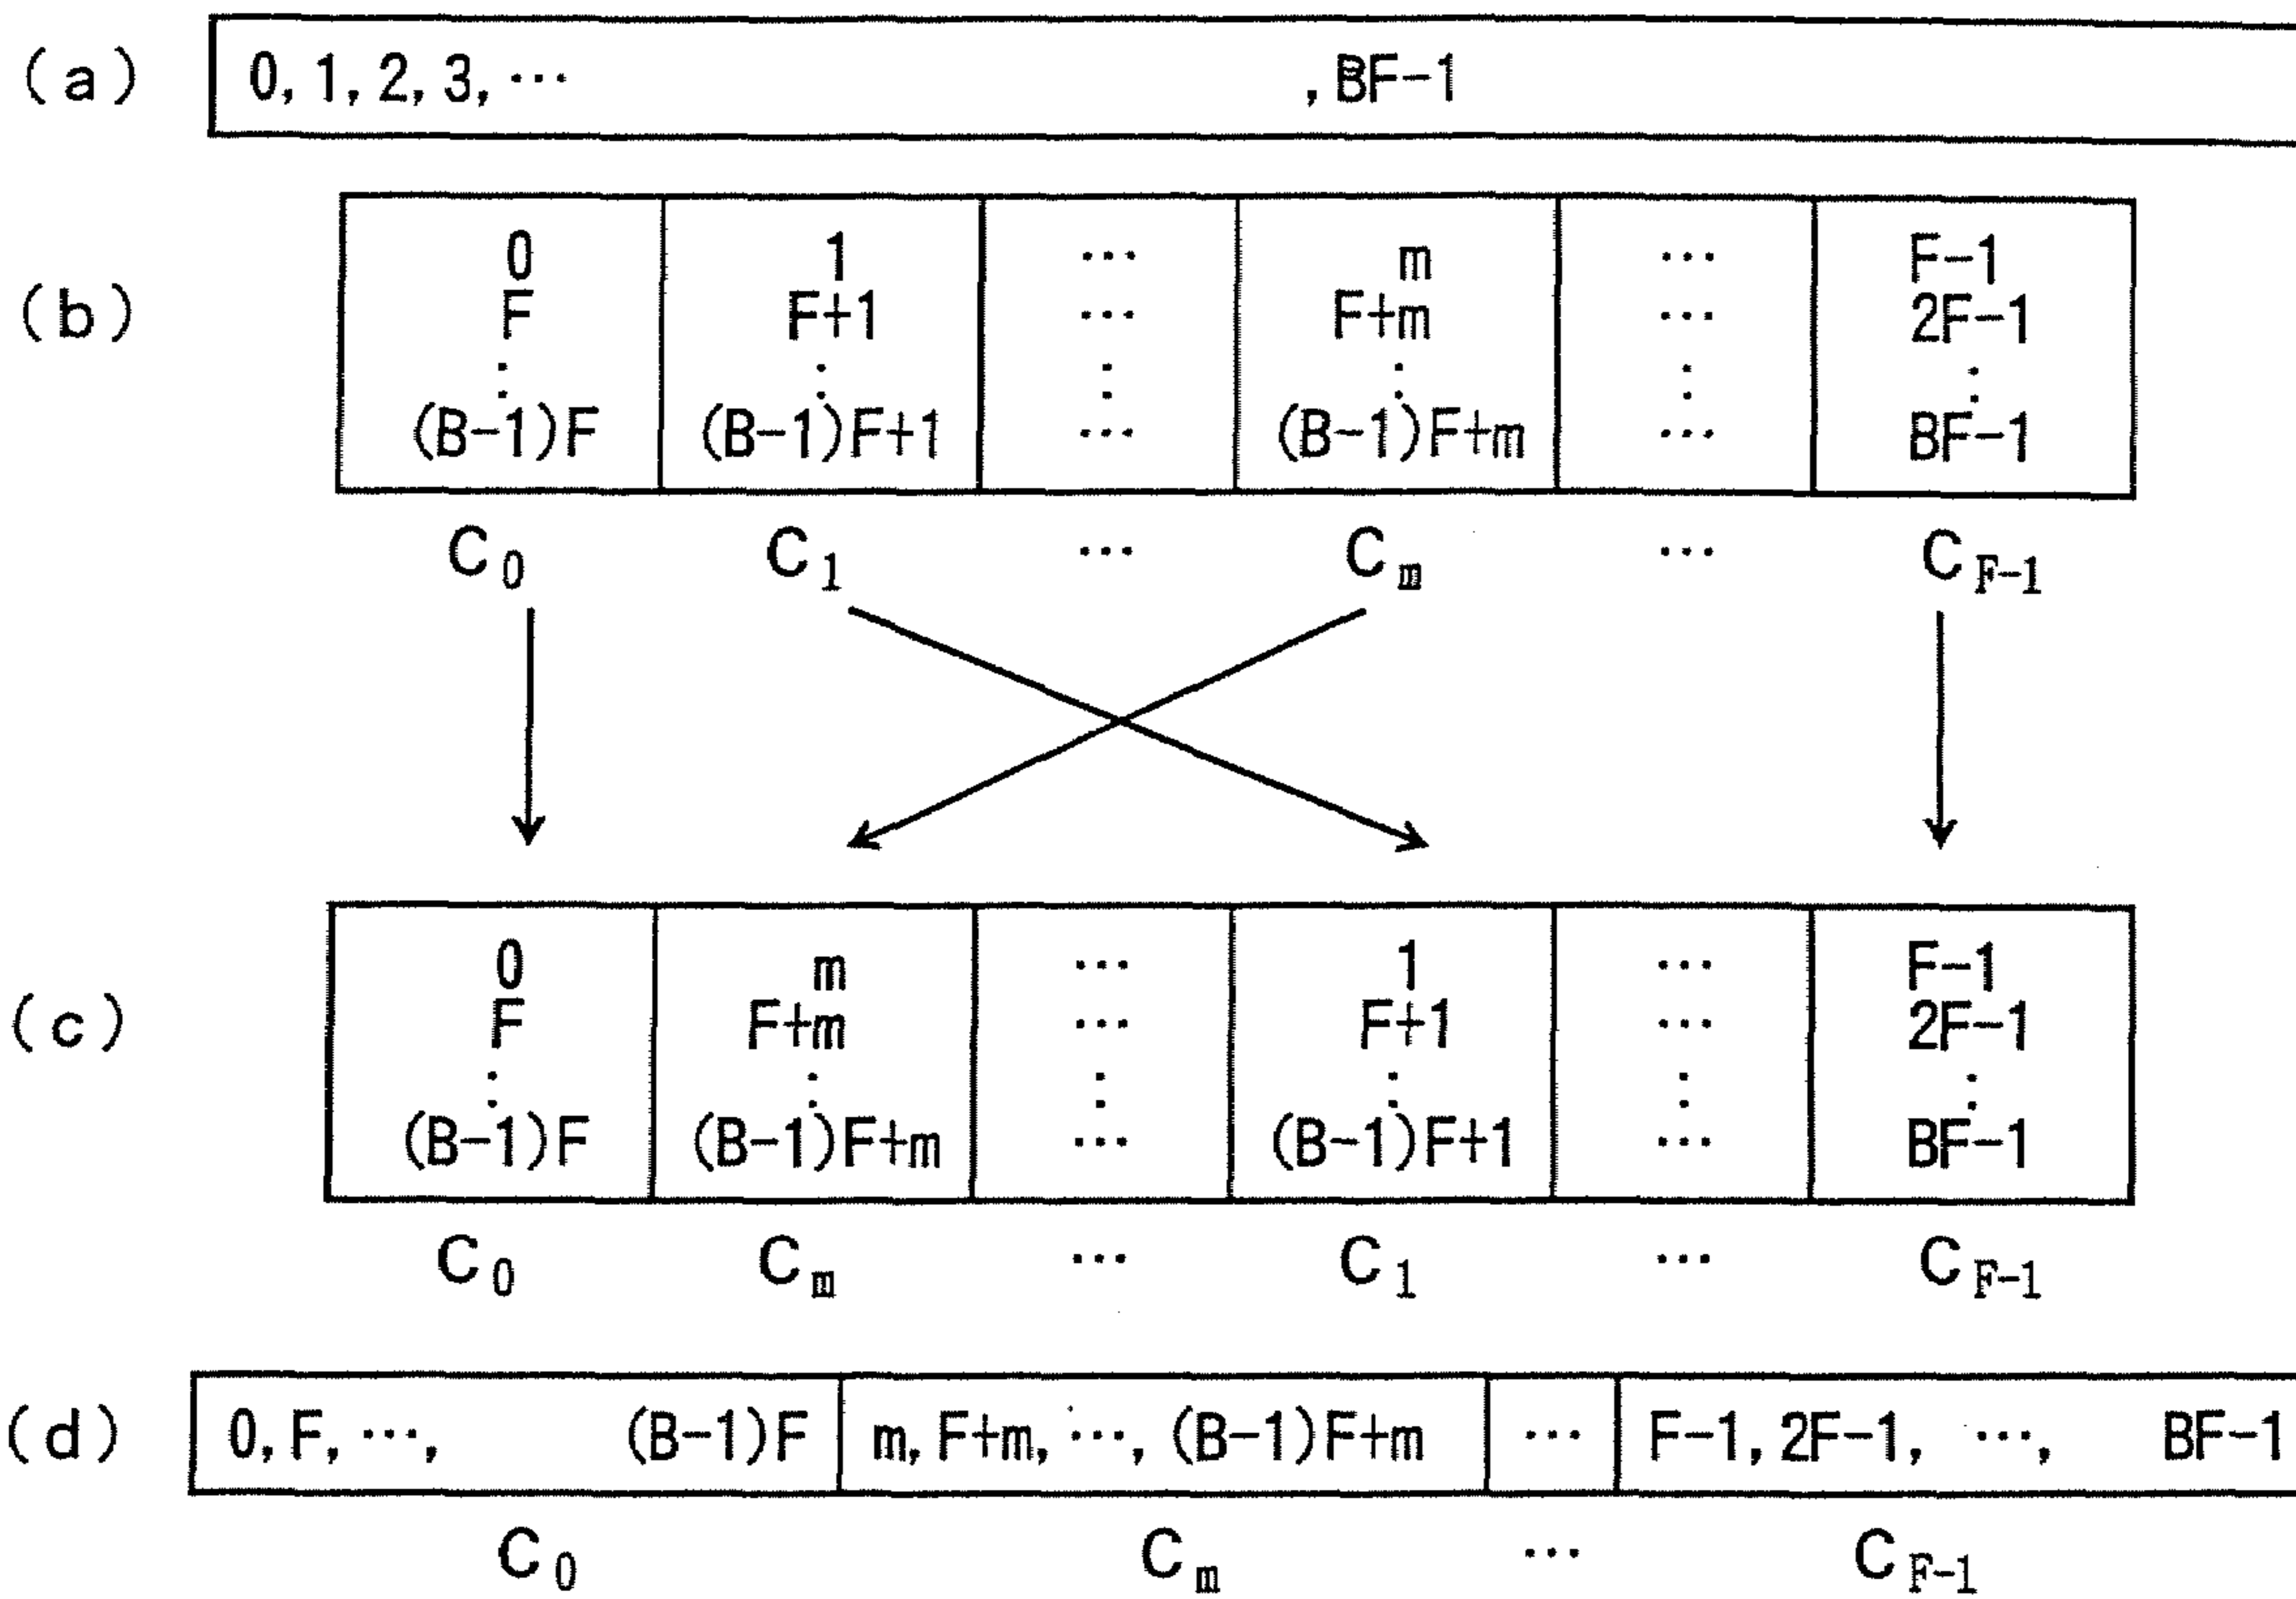 (a) 0, 1, 2, 3, ⋯ , BF-1
(b)
0 1 ⋯ m ⋯ F-1
F F+1 ⋯ F+m ⋯ 2F-1
: : : : : :
(B-1)F (B-1)F+1 ⋯ (B-1)F+m ⋯ BF-1
C0 C1 ⋯ Cm ⋯ CF-1
(c)
0 m ⋯ 1 ⋯ F-1
F F+m ⋯ F+1 ⋯ 2F-1
: : : : : :
(B-1)F (B-1)F+m ⋯ (B-1)F+1 ⋯ BF-1
C0 Cm ⋯ C1 ⋯ CF-1
(d) 0, F, ⋯, (B-1)F m, F+m, ⋯, (B-1)F+m ⋯ F-1, 2F-1, ⋯, BF-1
C0 Cm ⋯ CF-1